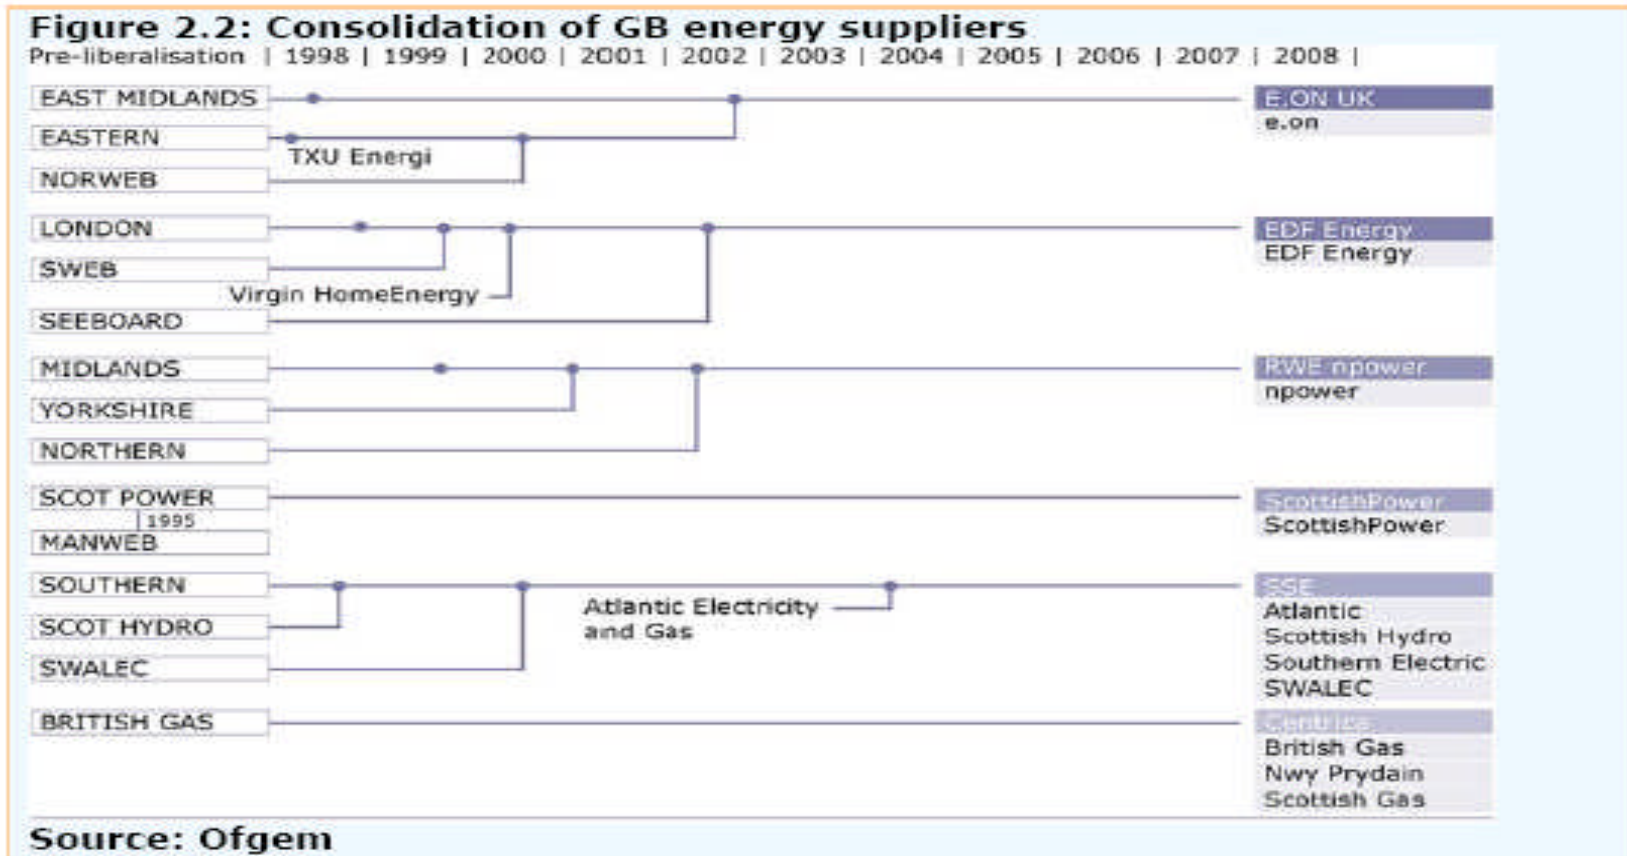 Figure 2.2: Consolidation of GB energy suppliers
Pre-liberalisation | 1998 | 1999 | 2000 | 2001 | 2002 | 2003 | 2004 | 2005 | 2006 | 2007 | 2008 |
EAST MIDLANDS
E.ON UK
e.on
EASTERN
TXU Energi
NORWEB
LONDON
EDF Energy
EDF Energy
SWEB
Virgin HomeEnergy
SEEBOARD
MIDLANDS
RWE npower
npower
YORKSHIRE
NORTHERN
SCOT POWER
ScottishPower
ScottishPower
1995
MANWEB
SOUTHERN
SSE
Atlantic Electricity
and Gas
Atlantic
SCOT HYDRO
Scottish Hydro
Southern Electric
SWALEC
SWALEC
BRITISH GAS
Centrica
British Gas
Nwy Prydain
Scottish Gas
Source: Ofgem